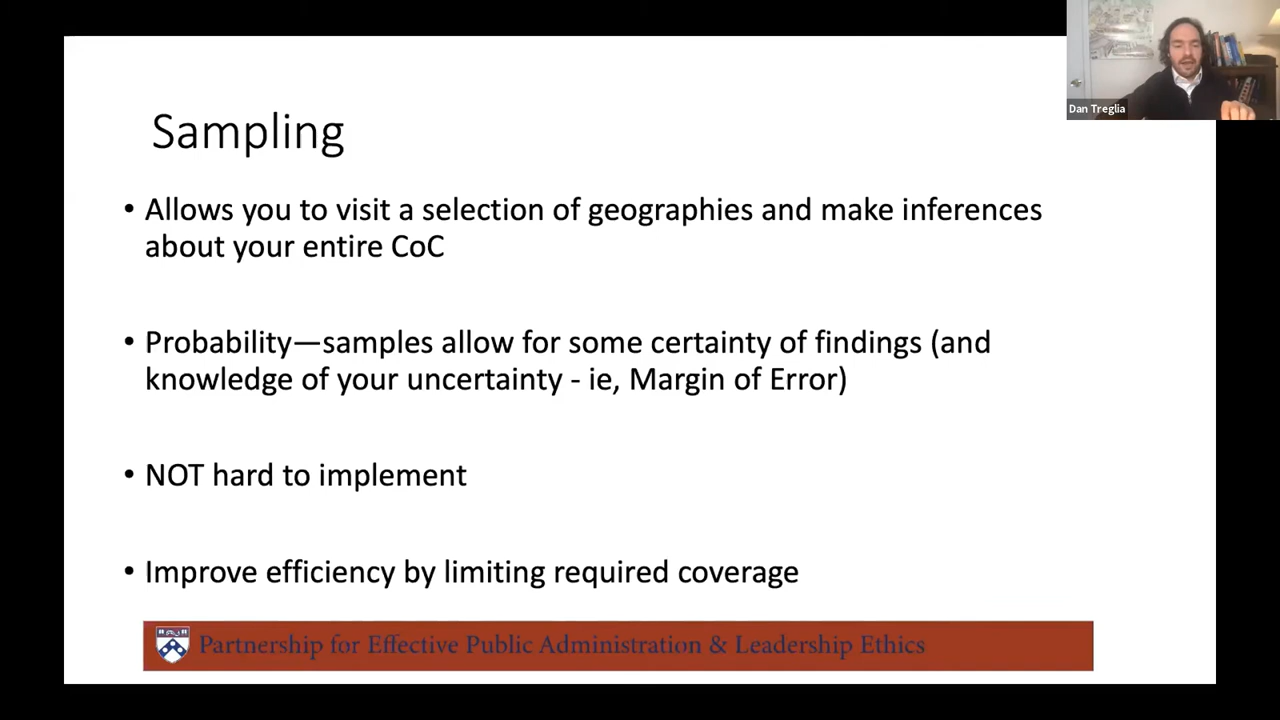 Dan Treglia
Sampling
• Allows you to visit a selection of geographies and make inferences
about your entire CoC
• Probability—samples allow for some certainty of findings (and
knowledge of your uncertainty - ie, Margin of Error)
• NOT hard to implement
• Improve efficiency by limiting required coverage
Partnership for Effective Public Administration & Leadership Ethics